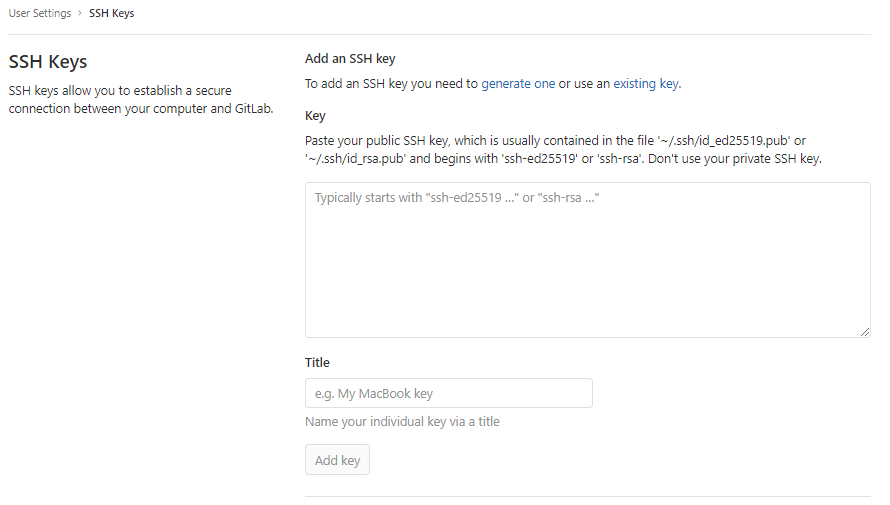 User Settings > SSH Keys
SSH Keys
SSH keys allow you to establish a secure
connection between your computer and GitLab.
Add an SSH key
To add an SSH key you need to generate one or use an existing key.
Key
Paste your public SSH key, which is usually contained in the file '~/.ssh/id_ed25519.pub' or
'~/.ssh/id_rsa.pub' and begins with 'ssh-ed25519' or 'ssh-rsa'. Don't use your private SSH key.
Typically starts with "ssh-ed25519 …" or "ssh-rsa …"
Title
e.g. My MacBook key
Name your individual key via a title
Add key